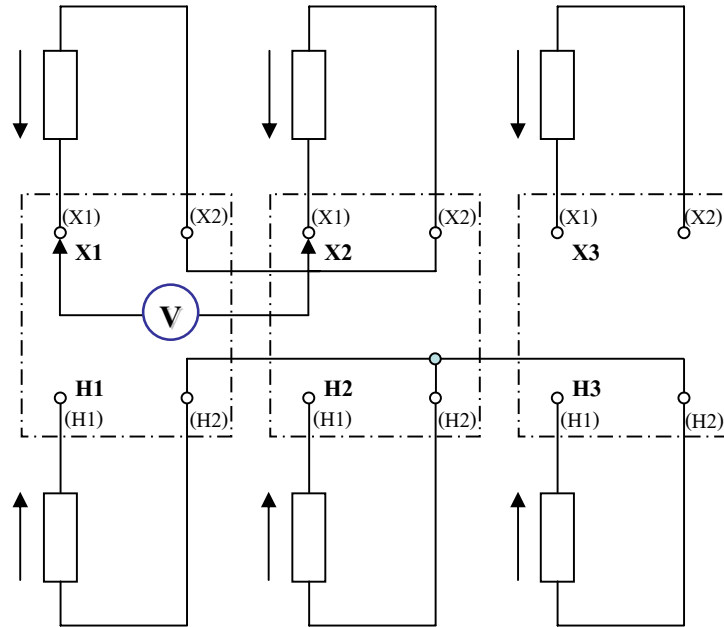 (X1) (X2) (X1) (X2) (X1) (X2)
X1 X2 X3
V
H1 H2 H3
(H1) (H2) (H1) (H2) (H1) (H2)